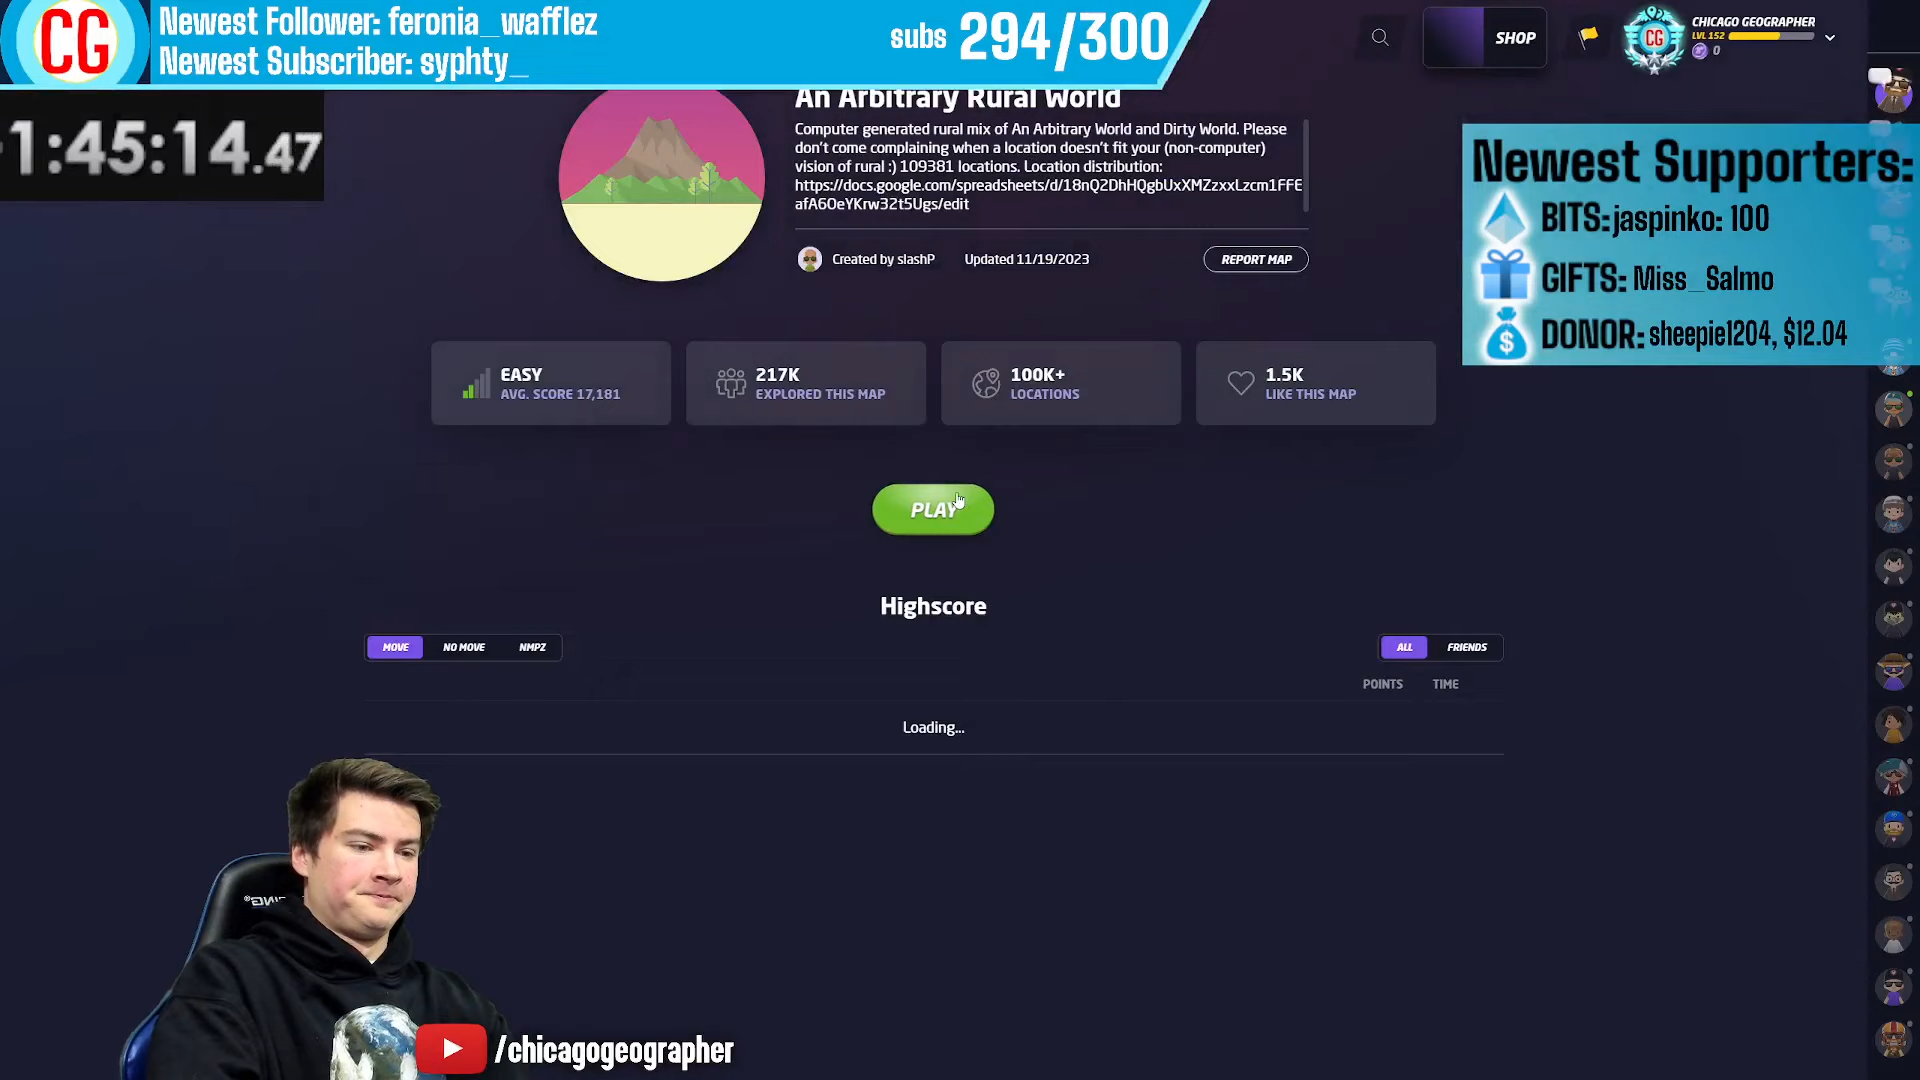 CG
Newest Follower: feronia_wafflez
Newest Subscriber: syphty_
subs 294/300
SHOP
CG
CHICAGO GEOGRAPHER
LVL 152
0
1:45:14.47
An Arbitrary Rural World
Computer generated rural mix of An Arbitrary World and Dirty World. Please
don't come complaining when a location doesn't fit your (non-computer)
vision of rural :) 109381 locations. Location distribution:
https://docs.google.com/spreadsheets/d/18nQ2DhHQgbUxXMZzxxLzcm1FFE
afA6OeYKrw32t5Ugs/edit
Created by slashP
Updated 11/19/2023
REPORT MAP
Newest Supporters:
BITS: jaspinko: 100
GIFTS: Miss_Salmo
DONOR: sheepie1204, $12.04
EASY
AVG. SCORE 17,181
217K
EXPLORED THIS MAP
100K+
LOCATIONS
1.5K
LIKE THIS MAP
PLAY
Highscore
MOVE
NO MOVE
NMPZ
ALL
FRIENDS
POINTS
TIME
Loading...
/chicagogeographer